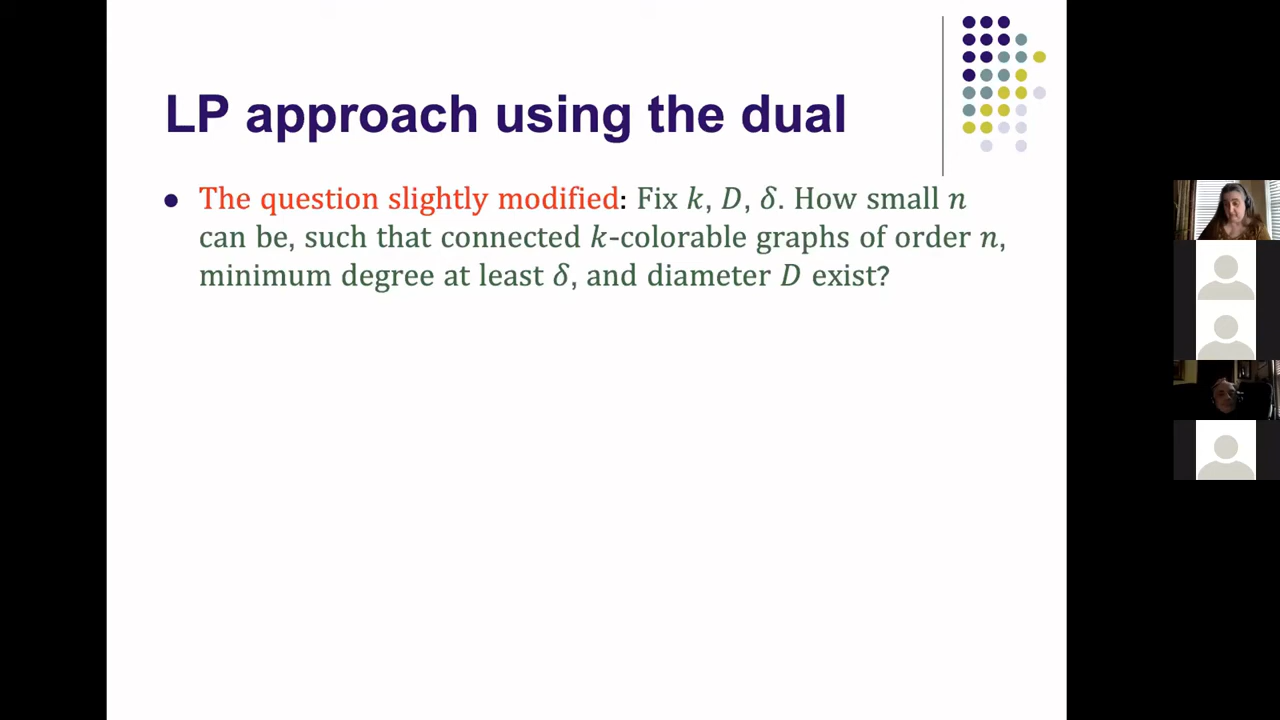 LP approach using the dual
● The question slightly modified: Fix k, D, δ. How small n
can be, such that connected k-colorable graphs of order n,
minimum degree at least δ, and diameter D exist?